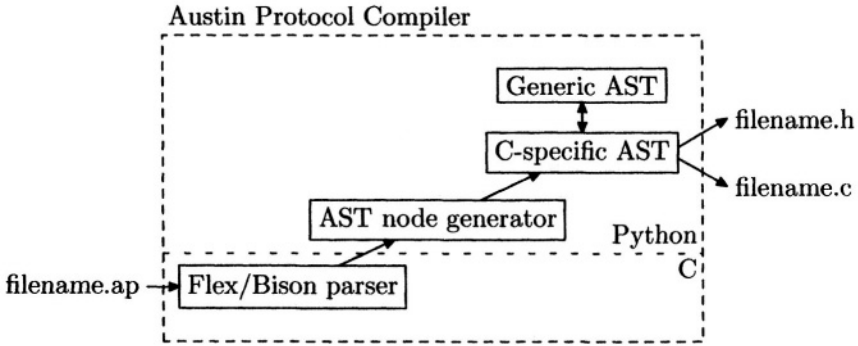 Austin Protocol Compiler
Generic AST
filename.h
C-specific AST
filename.c
AST node generator
Python
C
filename.ap
Flex/Bison parser